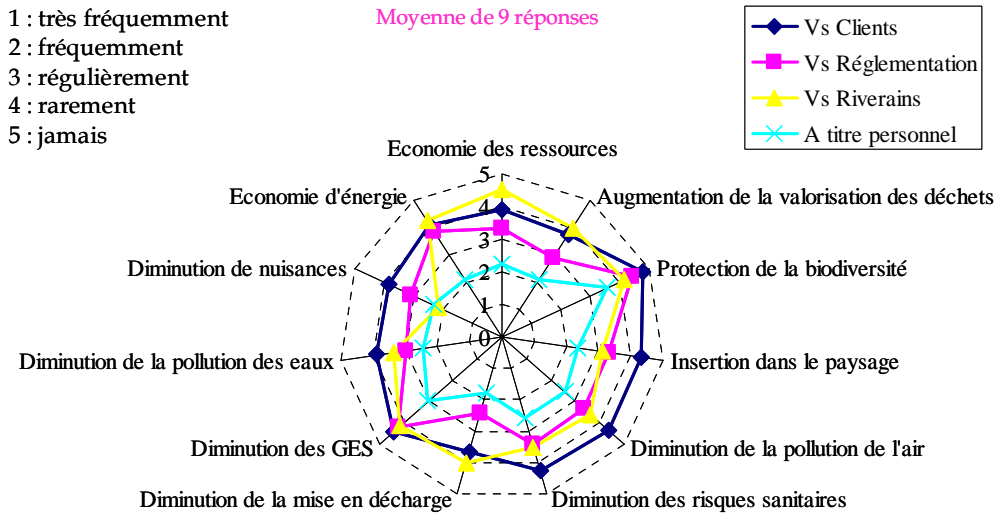 1 : très fréquemment
2 : fréquemment
3 : régulièrement
4 : rarement
5 : jamais
Moyenne de 9 réponses
Vs Clients
Vs Réglementation
Vs Riverains
A titre personnel
Economie des ressources
Augmentation de la valorisation des déchets
Protection de la biodiversité
Insertion dans le paysage
Diminution de la pollution de l'air
Diminution des risques sanitaires
Diminution de la mise en décharge
Diminution des GES
Diminution de la pollution des eaux
Diminution de nuisances
Economie d'énergie
5
4
3
2
1
0